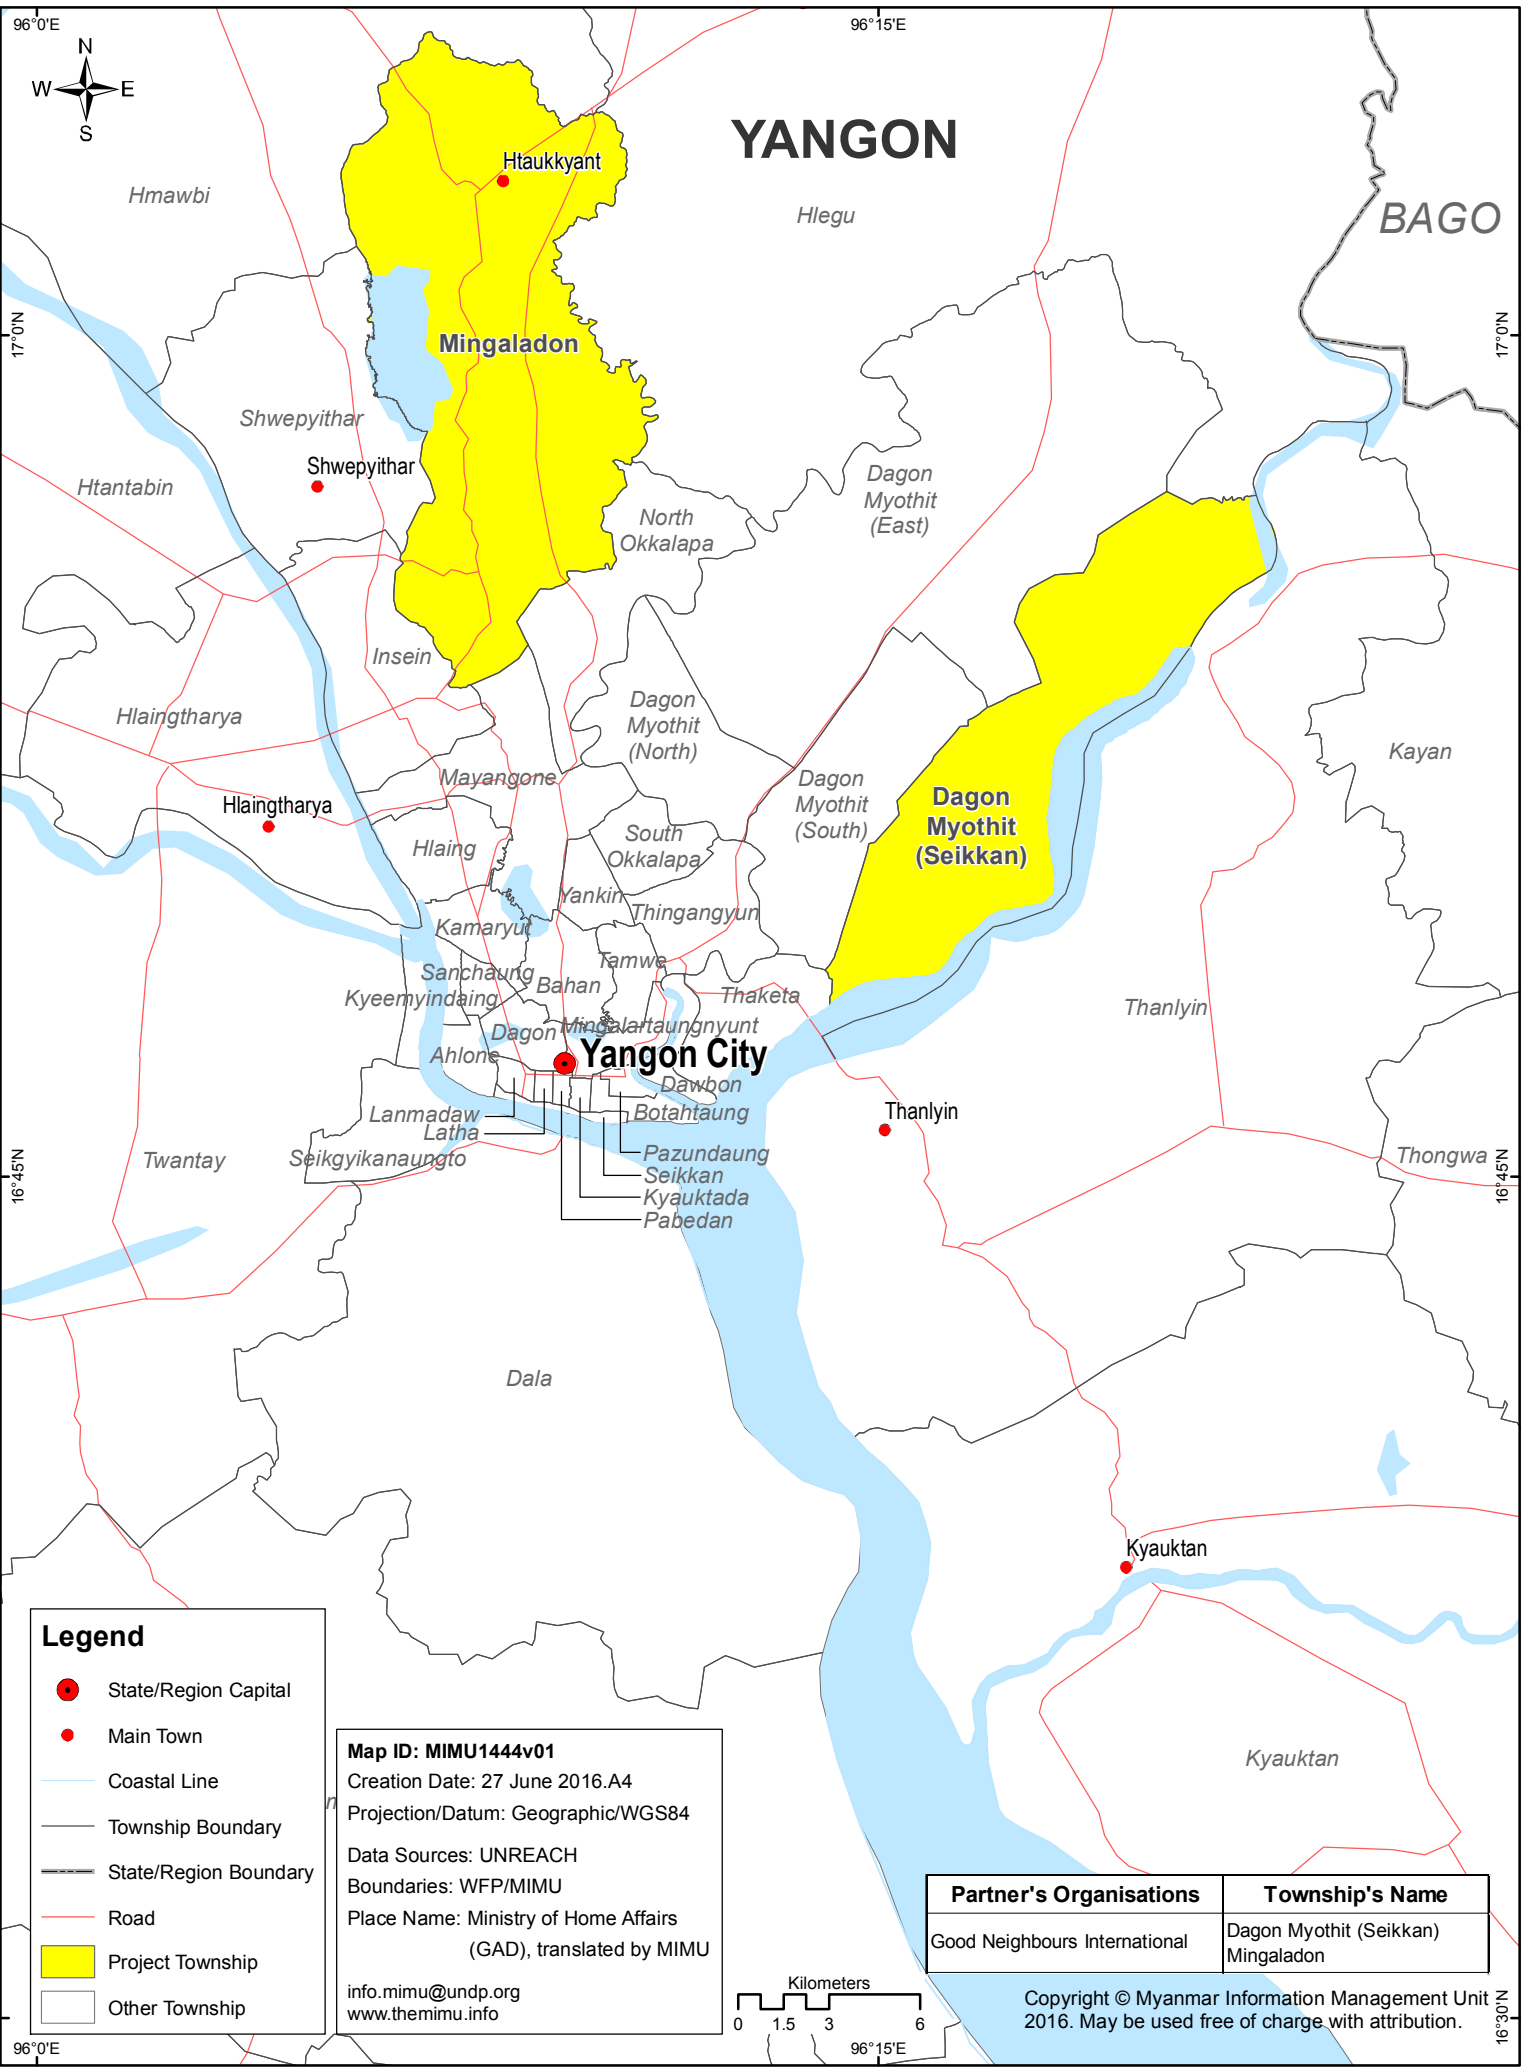 96°0'E
96°15'E
N
W
E
S
YANGON
Htaukkyant
Hmawbi
Hlegu
BAGO
17°0'N
17°0'N
Mingaladon
Shwepyithar
Shwepyithar
Htantabin
Dagon
Myothit
(East)
North
Okkalapa
Insein
Hlaingtharya
Dagon
Myothit
(North)
Kayan
Mayangone
Dagon
Myothit
(South)
Dagon
Myothit
(Seikkan)
Hlaingtharya
Hlaing
South
Okkalapa
Yankin
Thingangyun
Kamaryut
Tamwe
Sanchaung
Bahan
Kyeemyindaing
Thaketa
Thanlyin
Dagon
Mingalartaungnyunt
Ahlone
Yangon City
Dawbon
Lanmadaw
Botahtaung
Thanlyin
Latha
Twantay
Seikgyikanaungto
Pazundaung
Thongwa
Seikkan
Kyauktada
Pabedan
16°45'N
16°45'N
Dala
Kyauktan
Kyauktan
Legend
State/Region Capital
Main Town
Coastal Line
Township Boundary
State/Region Boundary
Road
Project Township
Other Township
n
Map ID: MIMU1444v01
Creation Date: 27 June 2016.A4
Projection/Datum: Geographic/WGS84
Data Sources: UNREACH
Boundaries: WFP/MIMU
Place Name: Ministry of Home Affairs
(GAD), translated by MIMU
info.mimu@undp.org
www.themimu.info
Kilometers
0 1.5 3 6
Partner's Organisations Township's Name
Good Neighbours International Dagon Myothit (Seikkan)
Mingaladon
Copyright © Myanmar Information Management Unit
2016. May be used free of charge with attribution.
16°30'N
96°0'E
96°15'E